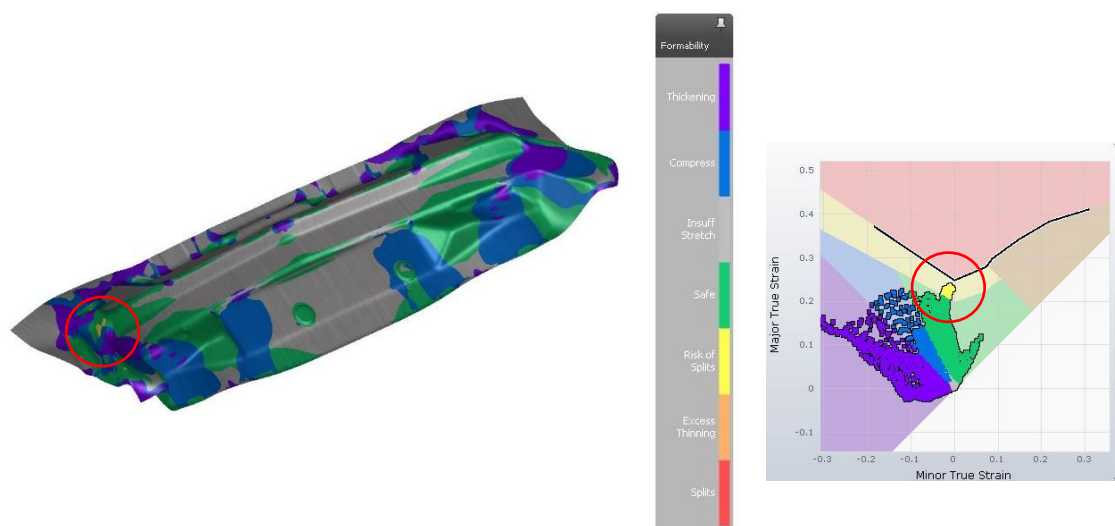 Formability
Thickening
Compress
Insuff
Stretch
Safe
Risk of
Splits
Excess
Thinning
Splits
0.5
0.4
0.3
0.2
0.1
0
-0.1
Major True Strain
-0.3
-0.2
-0.1
0
0.1
0.2
0.3
Minor True Strain